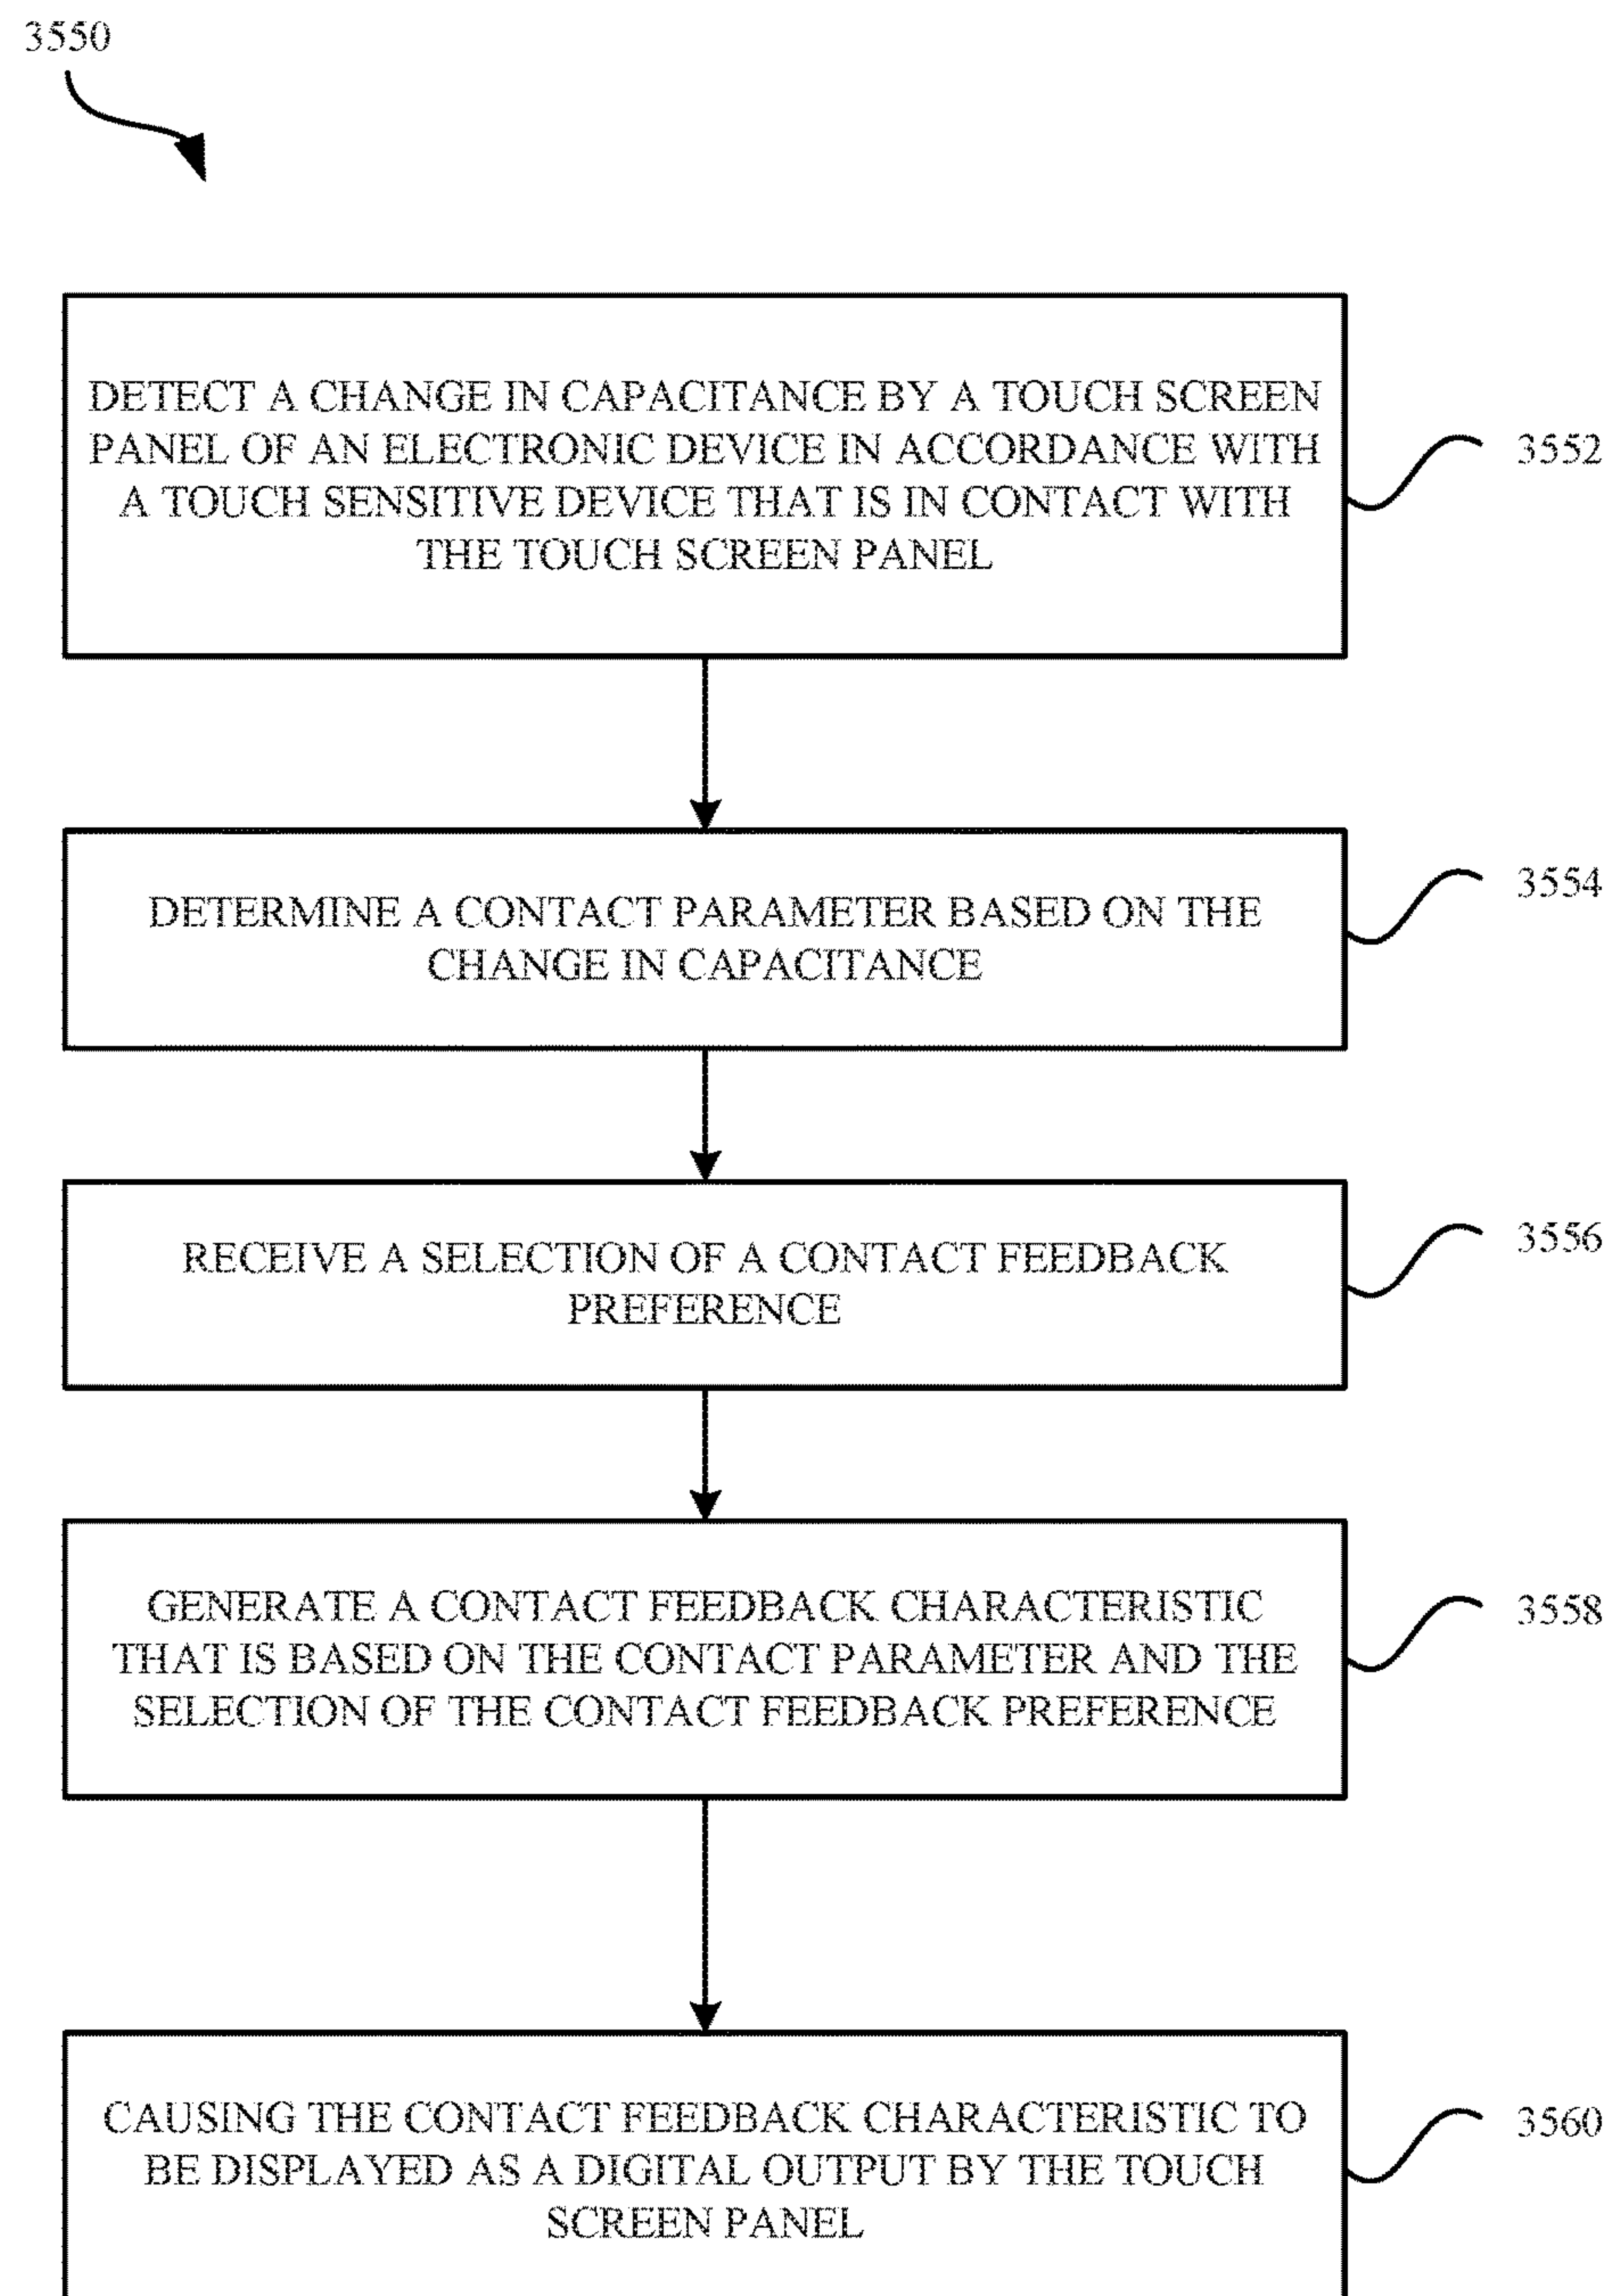 3550
DETECT A CHANGE IN CAPACITANCE BY A TOUCH SCREEN
PANEL OF AN ELECTRONIC DEVICE IN ACCORDANCE WITH
A TOUCH SENSITIVE DEVICE THAT IS IN CONTACT WITH
THE TOUCH SCREEN PANEL
3552
DETERMINE A CONTACT PARAMETER BASED ON THE
CHANGE IN CAPACITANCE
3554
RECEIVE A SELECTION OF A CONTACT FEEDBACK
PREFERENCE
3556
GENERATE A CONTACT FEEDBACK CHARACTERISTIC
THAT IS BASED ON THE CONTACT PARAMETER AND THE
SELECTION OF THE CONTACT FEEDBACK PREFERENCE
3558
CAUSING THE CONTACT FEEDBACK CHARACTERISTIC TO
BE DISPLAYED AS A DIGITAL OUTPUT BY THE TOUCH
SCREEN PANEL
3560